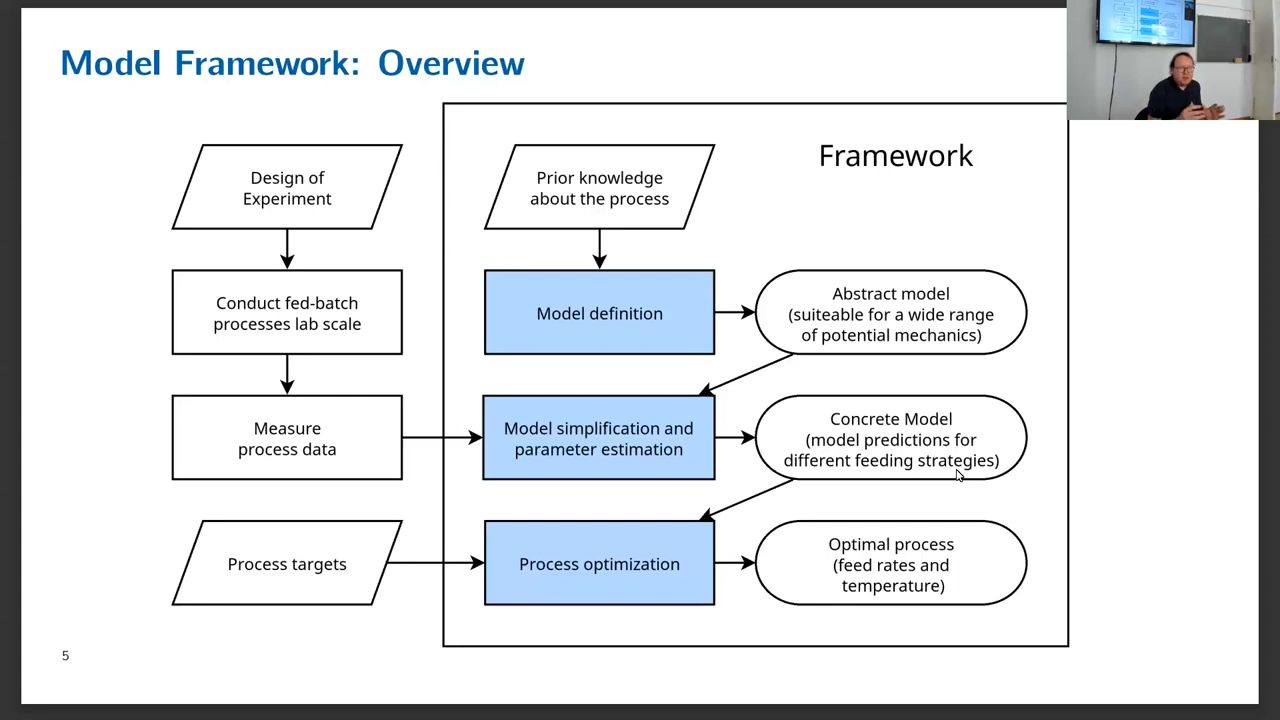 Model Framework: Overview
Framework
Design of
Experiment
Prior knowledge
about the process
Conduct fed-batch
processes lab scale
Model definition
Abstract model
(suiteable for a wide range
of potential mechanics)
Measure
process data
Model simplification and
parameter estimation
Concrete Model
(model predictions for
different feeding strategies)
Process targets
Process optimization
Optimal process
(feed rates and
temperature)
5